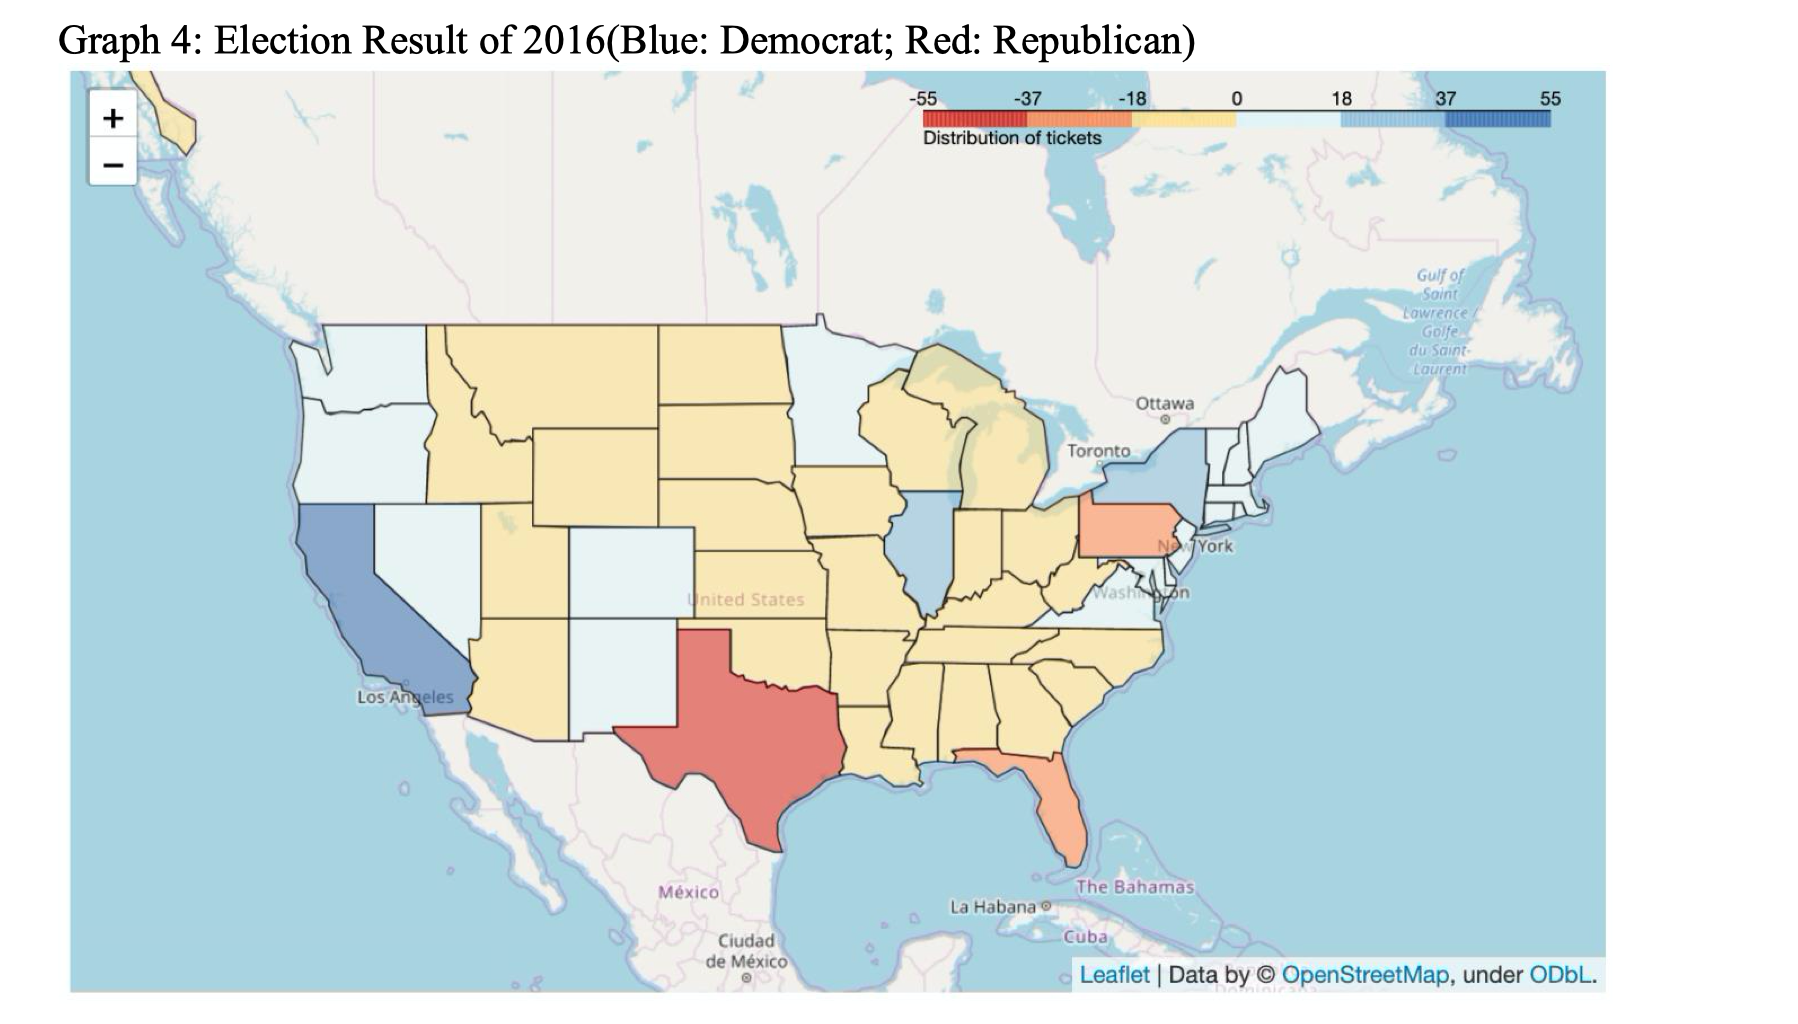 Graph 4: Election Result of 2016(Blue: Democrat; Red: Republican)
+
−
-55 -37 -18 0 18 37 55
Distribution of tickets
Gulf of
Saint
Lawrence /
Golfe
du Saint-
Laurent
Ottawa
Toronto
New York
United States
Washington
Los Angeles
México
The Bahamas
La Habana
Cuba
Ciudad
de México
Leaflet | Data by © OpenStreetMap, under ODbL.